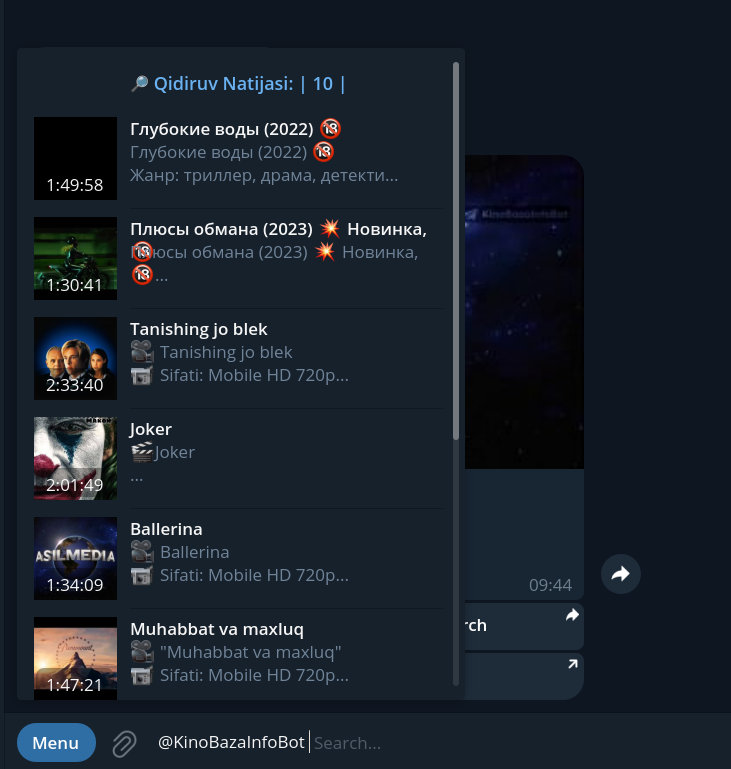 🔎 Qidiruv Natijasi: | 10 |
Глубокие воды (2022) 🔞
Глубокие воды (2022) 🔞
Жанр: триллер, драма, детекти...
1:49:58
Плюсы обмана (2023) 💥 Новинка,
🔞
Плюсы обмана (2023) 💥 Новинка,
🔞...
1:30:41
KinoBazaInfoBot
Tanishing jo blek
🎥 Tanishing jo blek
📹 Sifati: Mobile HD 720p...
2:33:40
Joker
🎬Joker
...
2:01:49
Ballerina
🎥 Ballerina
📹 Sifati: Mobile HD 720p...
ASILMEDIA
1:34:09
09:44
Muhabbat va maxluq
🎥 "Muhabbat va maxluq"
📹 Sifati: Mobile HD 720p...
1:47:21
rch
Menu
@KinoBazaInfoBot Search...